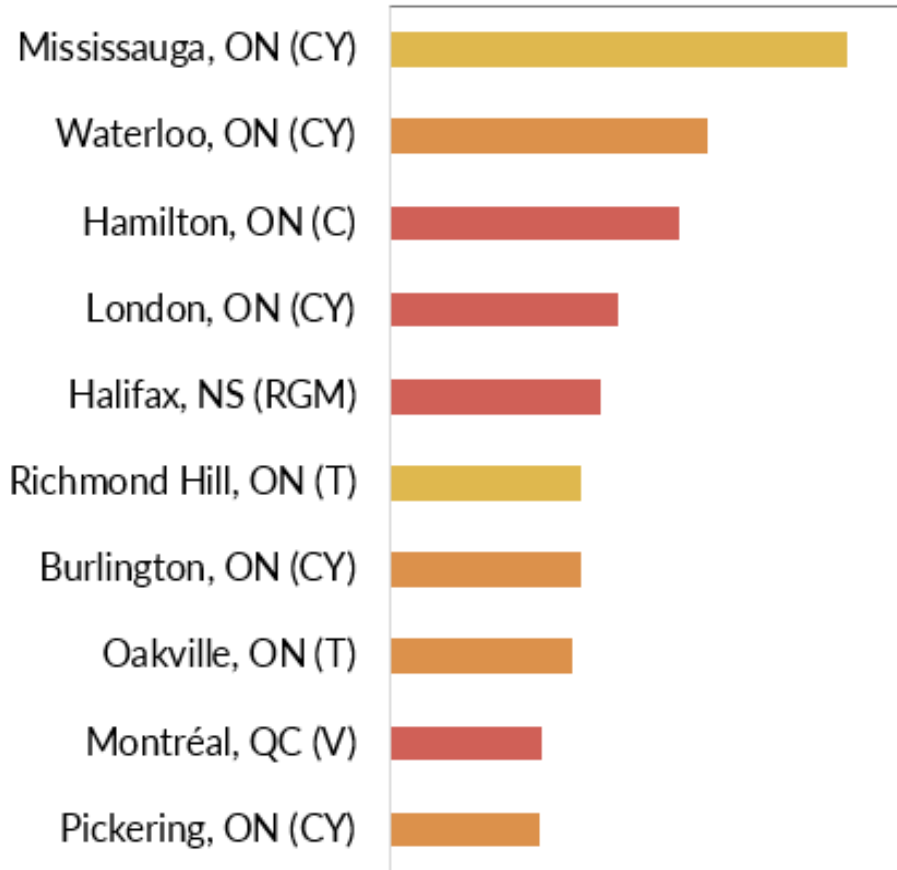 Mississauga, ON (CY)
Waterloo, ON (CY)
Hamilton, ON (C)
London, ON (CY)
Halifax, NS (RGM)
Richmond Hill, ON (T)
Burlington, ON (CY)
Oakville, ON (T)
Montréal, QC (V)
Pickering, ON (CY)